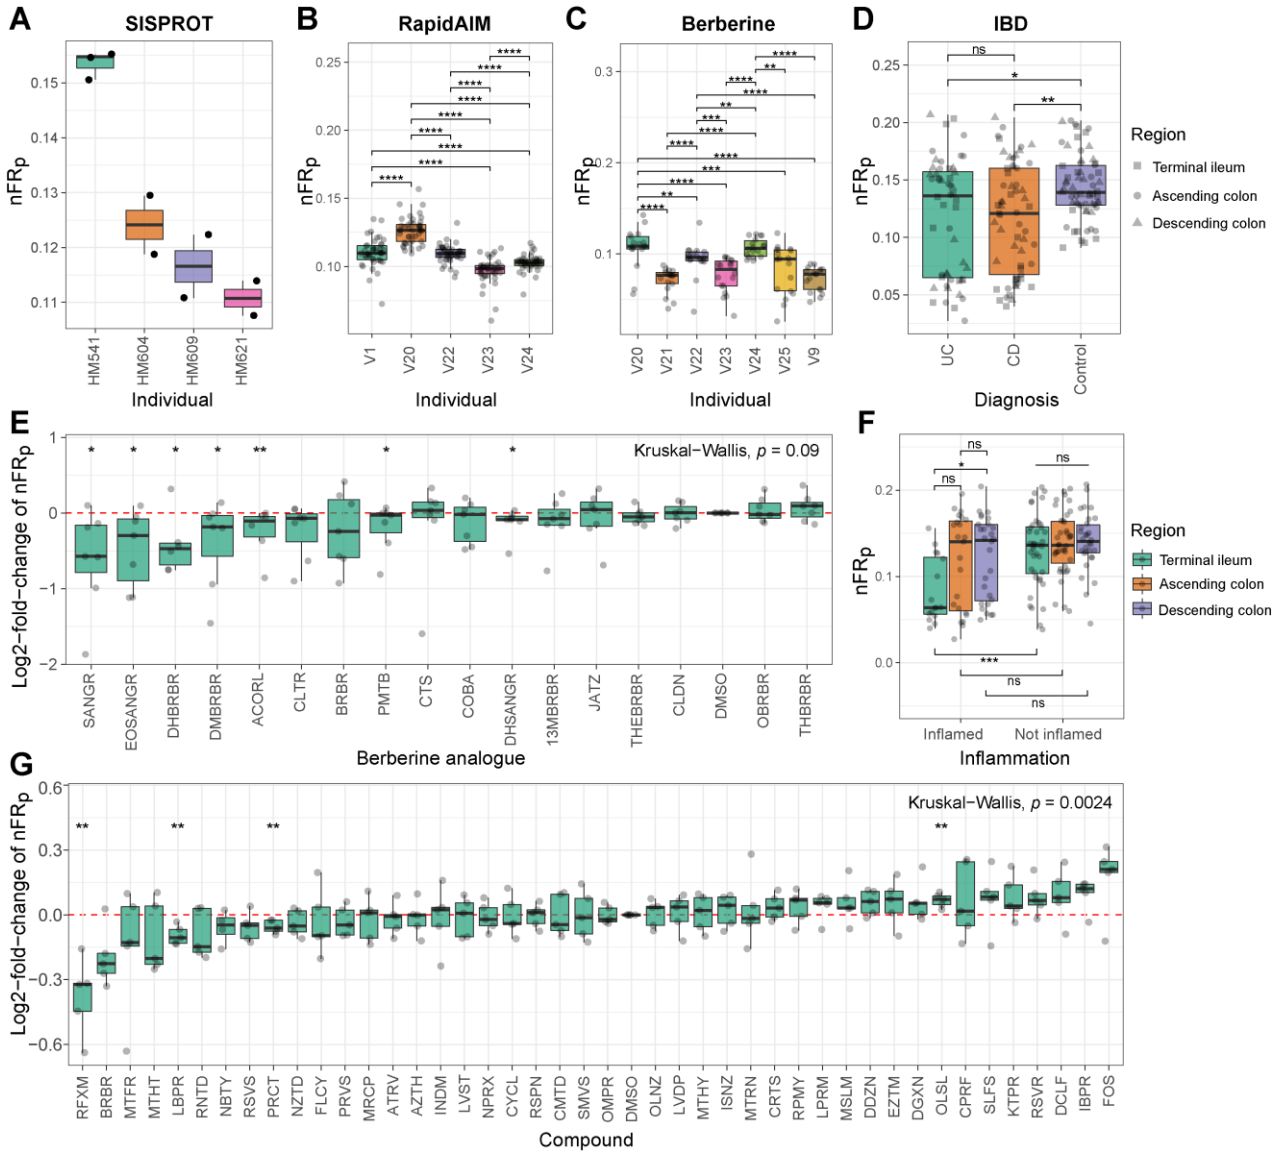 A
SISPROT
nFRp
0.15
0.14
0.13
0.12
0.11
HM541
HM604
HM609
HM621
Individual
B
RapidAIM
nFRp
0.25
0.20
0.15
0.10
****
****
****
****
****
****
****
****
****
V1
V20
V22
V23
V24
Individual
C
Berberine
nFRp
0.3
0.2
0.1
****
**
****
****
**
***
****
****
****
***
****
**
****
V20
V21
V22
V23
V24
V25
V9
Individual
D
IBD
nFRp
0.25
0.20
0.15
0.10
0.05
ns
*
**
UC
CD
Control
Diagnosis
Region
Terminal ileum
Ascending colon
Descending colon
E
Log2−fold−change of nFRp
1
0
−1
−2
* * * * ** * *
Kruskal−Wallis, p = 0.09
SANGR
EOSANGR
DHBRBR
DMBRBR
ACORL
CLTR
BRBR
PMTB
CTS
COBA
DHSANGR
13MBRBR
JATZ
THEBRBR
CLDN
DMSO
OBRBR
THBRBR
Berberine analogue
F
nFRp
0.2
0.1
0.0
ns
*
ns
ns
***
ns
ns
Inflamed
Not inflamed
Inflammation
Region
Terminal ileum
Ascending colon
Descending colon
G
Log2−fold−change of nFRp
0.6
0.3
0.0
−0.3
−0.6
** ** ** **
Kruskal−Wallis, p = 0.0024
RFXM
BRBR
MTFR
MTHT
LBPR
RNTD
NBTY
RSVS
PRCT
NZTD
FLCY
PRVS
MRCP
ATRV
AZTH
INDM
LVST
NPRX
CYCL
RSPN
CMTD
SMVS
OMPR
DMSO
OLNZ
LVDP
MTHY
ISNZ
MTRN
CRTS
RPMY
LPRM
MSLM
DDZN
EZTM
DGXN
OLSL
CPRF
SLFS
KTPR
RSVR
DCLF
IBPR
FOS
Compound